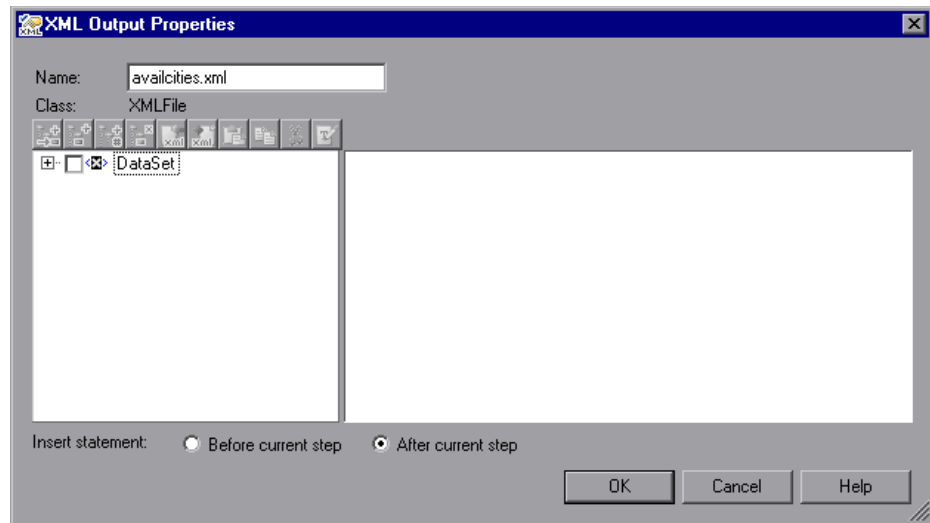 XML Output Properties
Name: availcities.xml
Class: XMLFile
DataSet
Insert statement: Before current step After current step
OK Cancel Help